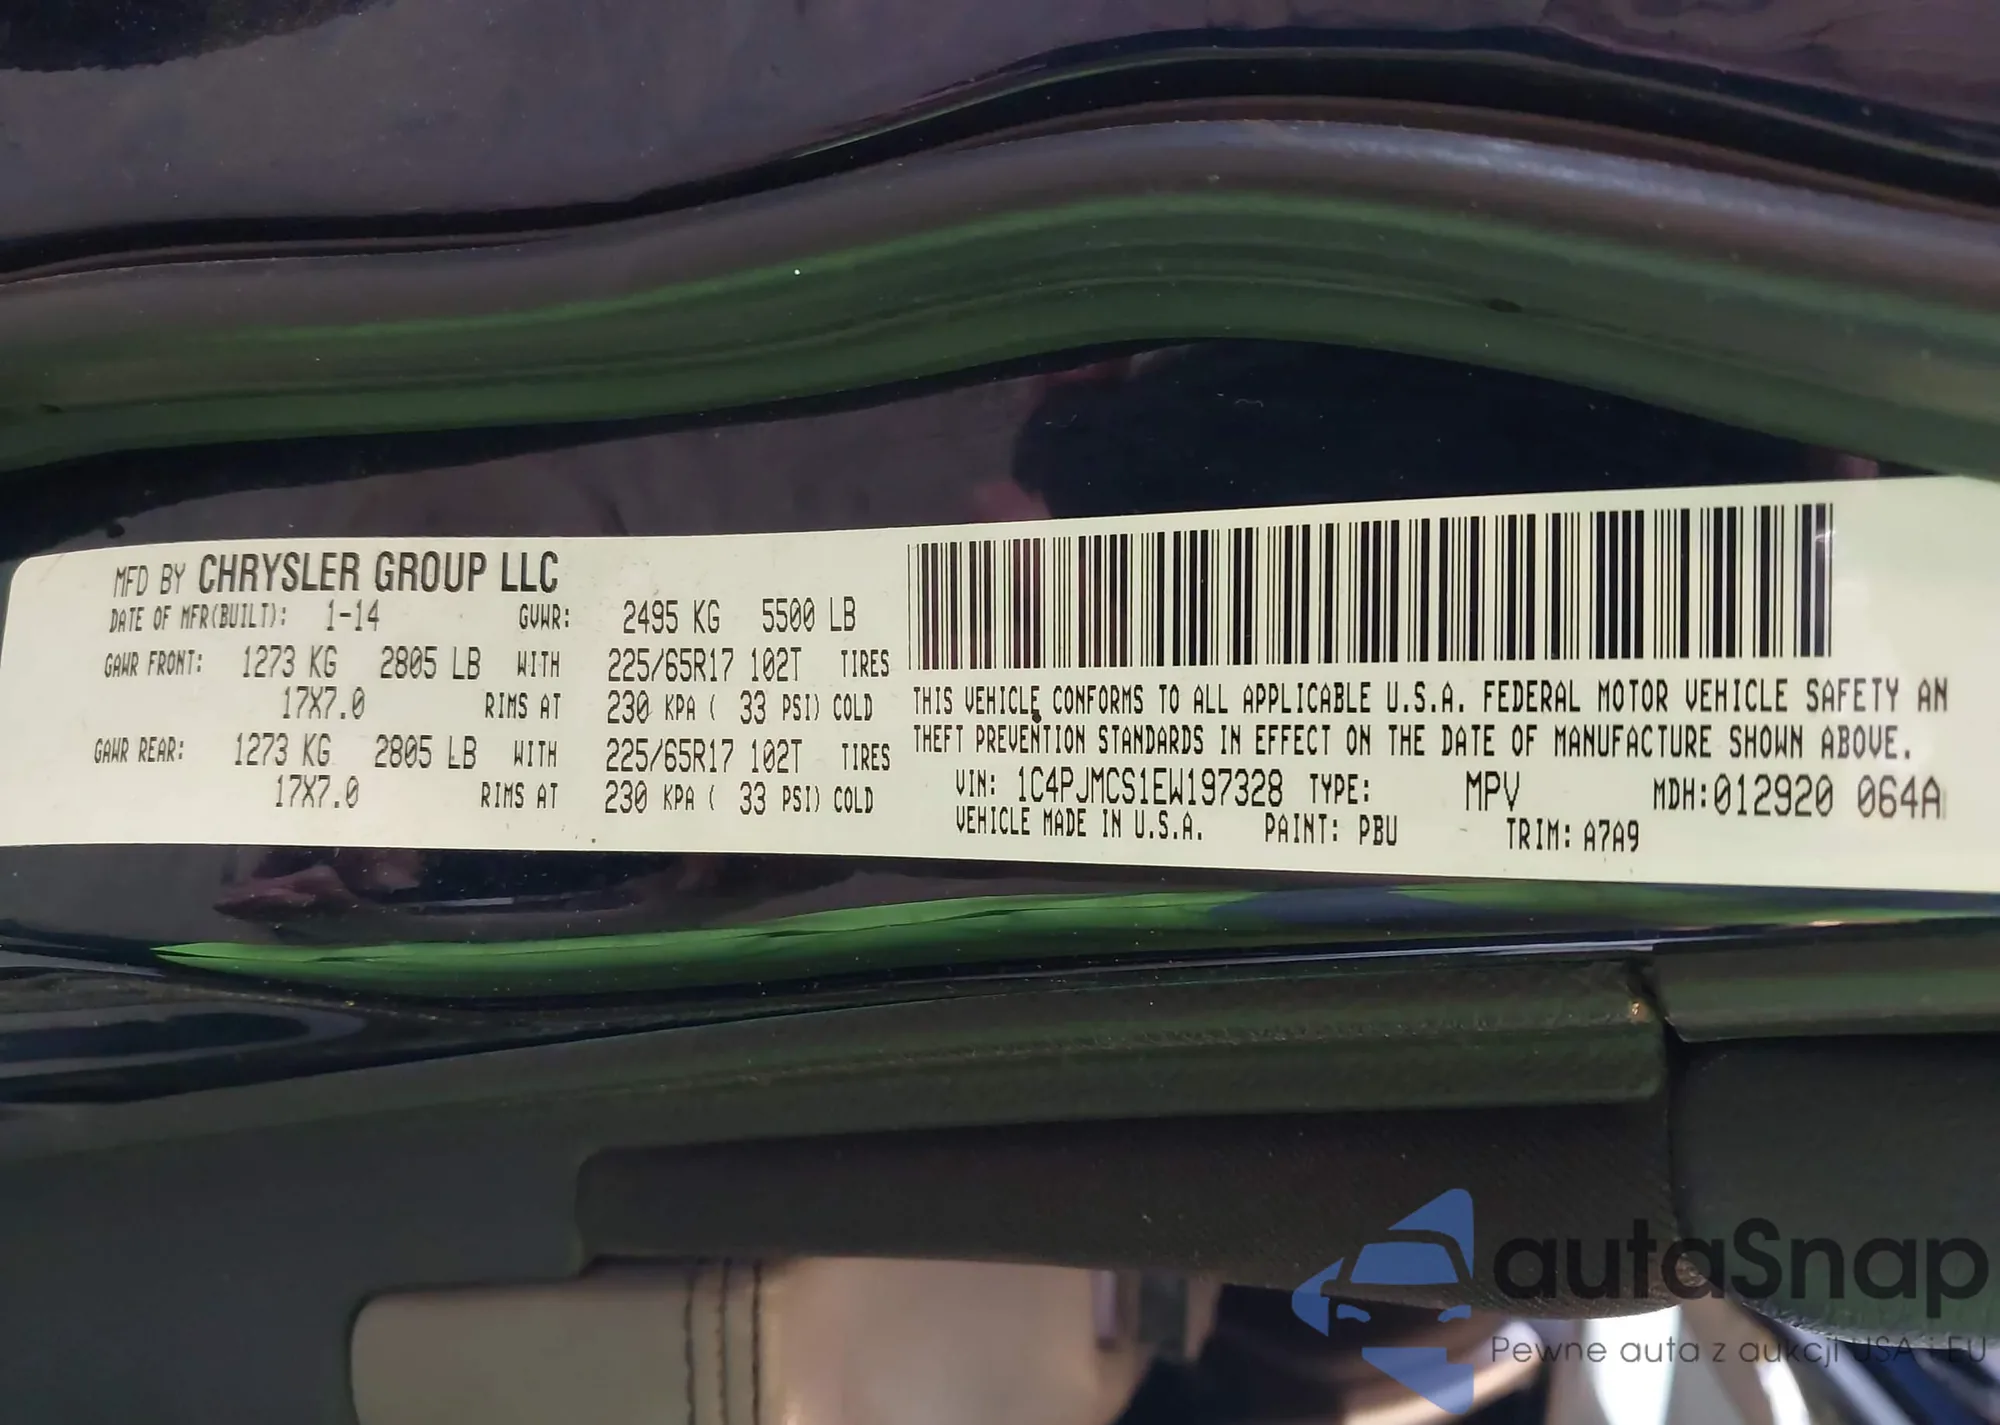 MFD BY CHRYSLER GROUP LLC
DATE OF MFR(BUILT): 1-14 GVWR: 2495 KG 5500 LB
GAWR FRONT: 1273 KG 2805 LB WITH 225/65R17 102T TIRES
17X7.0 RIMS AT 230 KPA ( 33 PSI) COLD
GAWR REAR: 1273 KG 2805 LB WITH 225/65R17 102T TIRES
17X7.0 RIMS AT 230 KPA ( 33 PSI) COLD
THIS VEHICLE CONFORMS TO ALL APPLICABLE U.S.A. FEDERAL MOTOR VEHICLE SAFETY AN
THEFT PREVENTION STANDARDS IN EFFECT ON THE DATE OF MANUFACTURE SHOWN ABOVE.
VIN: 1C4PJMCS1EW197328 TYPE: MPV MDH:012920 064A
VEHICLE MADE IN U.S.A. PAINT: PBU TRIM: A7A9
autaSnap
Pewne auta z aukcji USA i EU